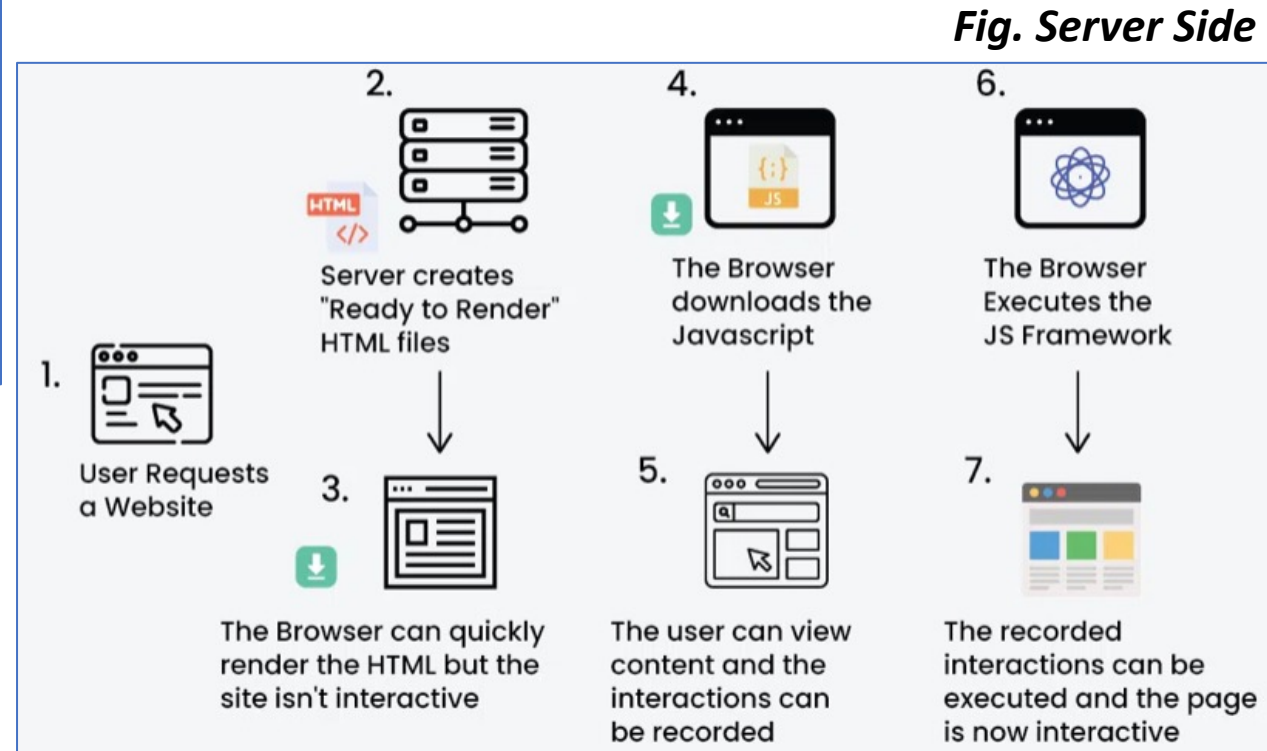 Fig. Server Side
1.
User Requests
a Website
2.
HTML
</>
Server creates
"Ready to Render"
HTML files
3.
The Browser can quickly
render the HTML but the
site isn't interactive
4.
{;}
JS
The Browser
downloads the
Javascript
5.
The user can view
content and the
interactions can
be recorded
6.
The Browser
Executes the
JS Framework
7.
The recorded
interactions can be
executed and the page
is now interactive